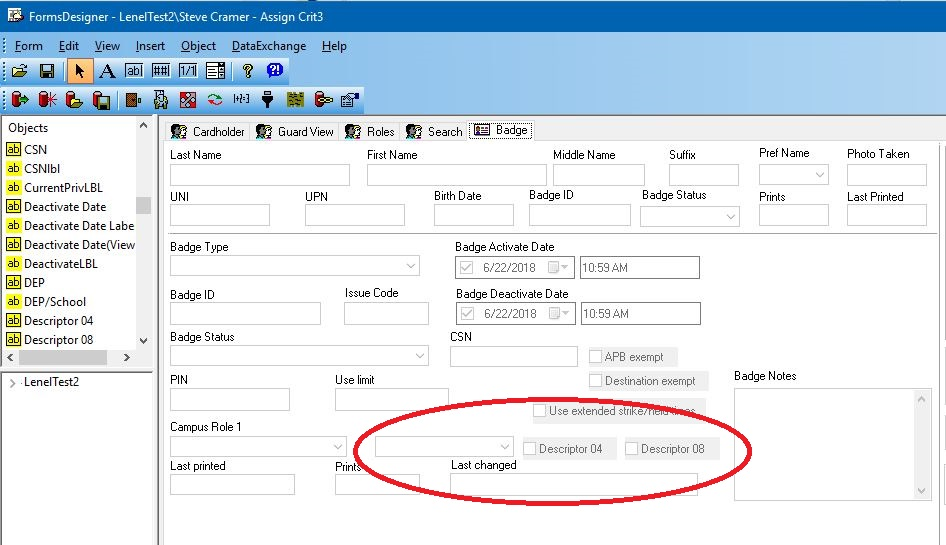 FormsDesigner - LenelTest2\Steve Cramer - Assign Crit3
Form Edit View Insert Object DataExchange Help
A ab| ## 1/1 ? ?!
Objects
CSN
CSNlbl
CurrentPrivLBL
Deactivate Date
Deactivate Date Labe
Deactivate Date(View
DeactivateLBL
DEP
DEP/School
Descriptor 04
Descriptor 08
LenelTest2
Cardholder Guard View Roles Search Badge
Last Name First Name Middle Name Suffix Pref Name Photo Taken
UNI UPN Birth Date Badge ID Badge Status Prints Last Printed
Badge Type Badge Activate Date
6/22/2018 10:59 AM
Badge ID Issue Code Badge Deactivate Date
6/22/2018 10:59 AM
Badge Status CSN
APB exempt
PIN Use limit Destination exempt Badge Notes
Use extended strike/held times
Campus Role 1
Descriptor 04 Descriptor 08
Last printed Prints Last changed